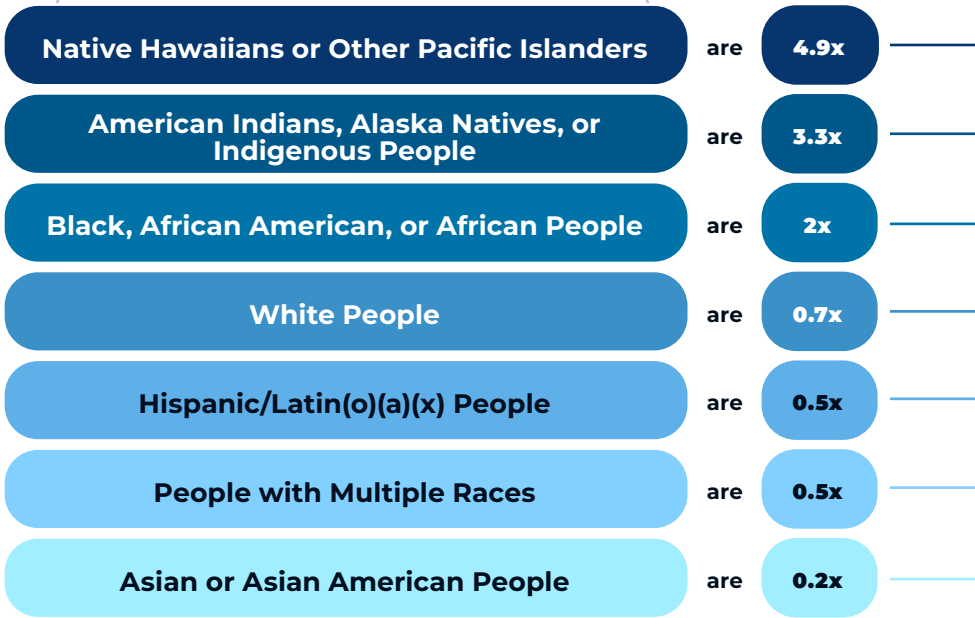 Native Hawaiians or Other Pacific Islanders are 4.9x
American Indians, Alaska Natives, or
Indigenous People are 3.3x
Black, African American, or African People are 2x
White People are 0.7x
Hispanic/Latin(o)(a)(x) People are 0.5x
People with Multiple Races are 0.5x
Asian or Asian American People are 0.2x